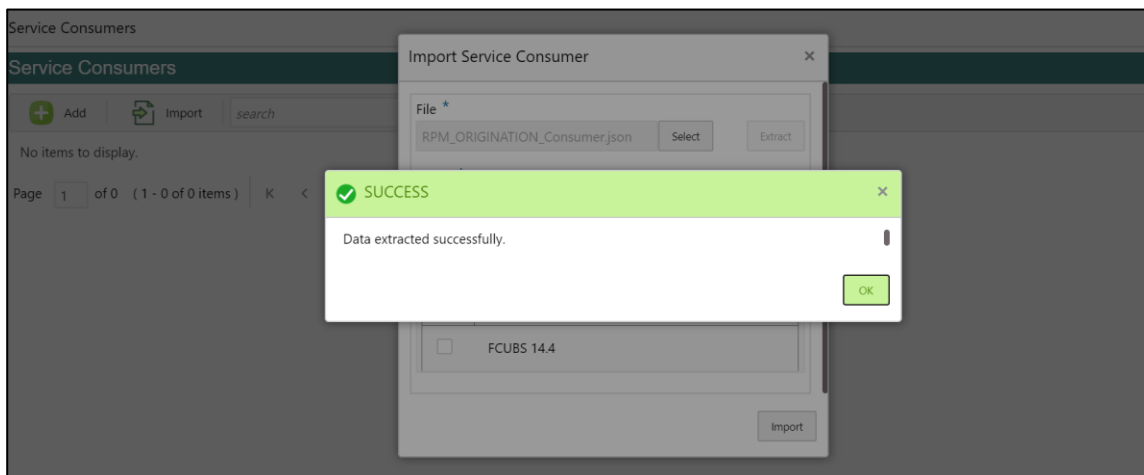 Service Consumers
Service Consumers
Add Import search
No items to display.
Page 1 of 0 ( 1 - 0 of 0 items ) K <
Import Service Consumer ×
File *
RPM_ORIGINATION_Consumer.json Select Extract
SUCCESS ×
Data extracted successfully.
OK
FCUBS 14.4
Import